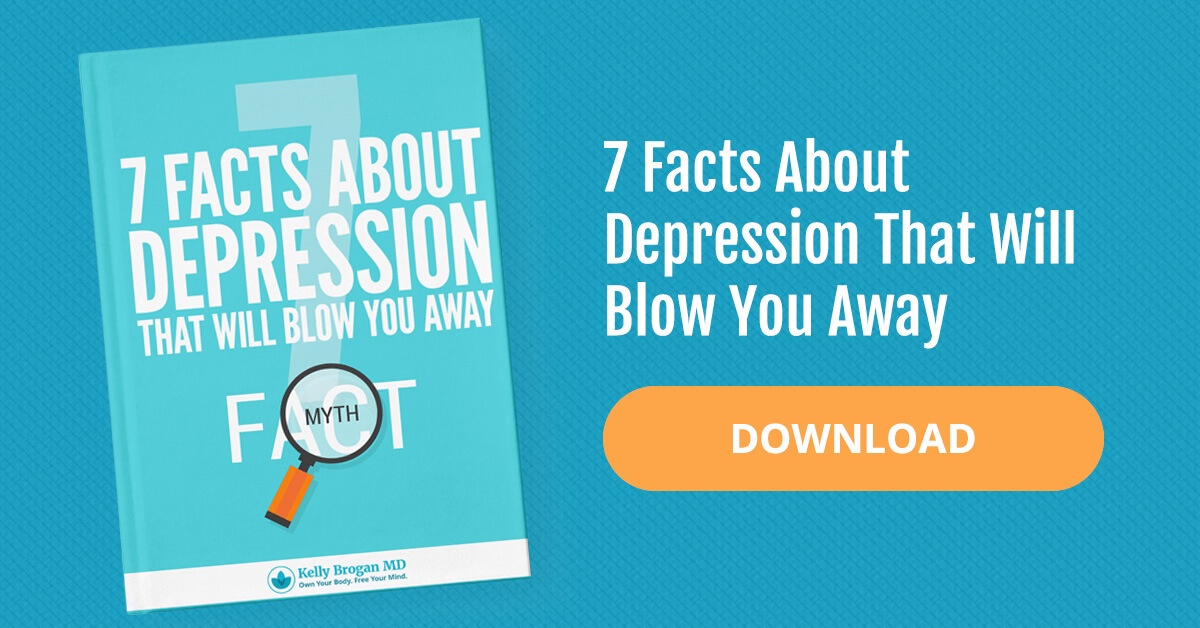 7
7 FACTS ABOUT
DEPRESSION
THAT WILL BLOW YOU AWAY
FACT
MYTH
Kelly Brogan MD
Own Your Body. Free Your Mind.
7 Facts About
Depression That Will
Blow You Away
DOWNLOAD